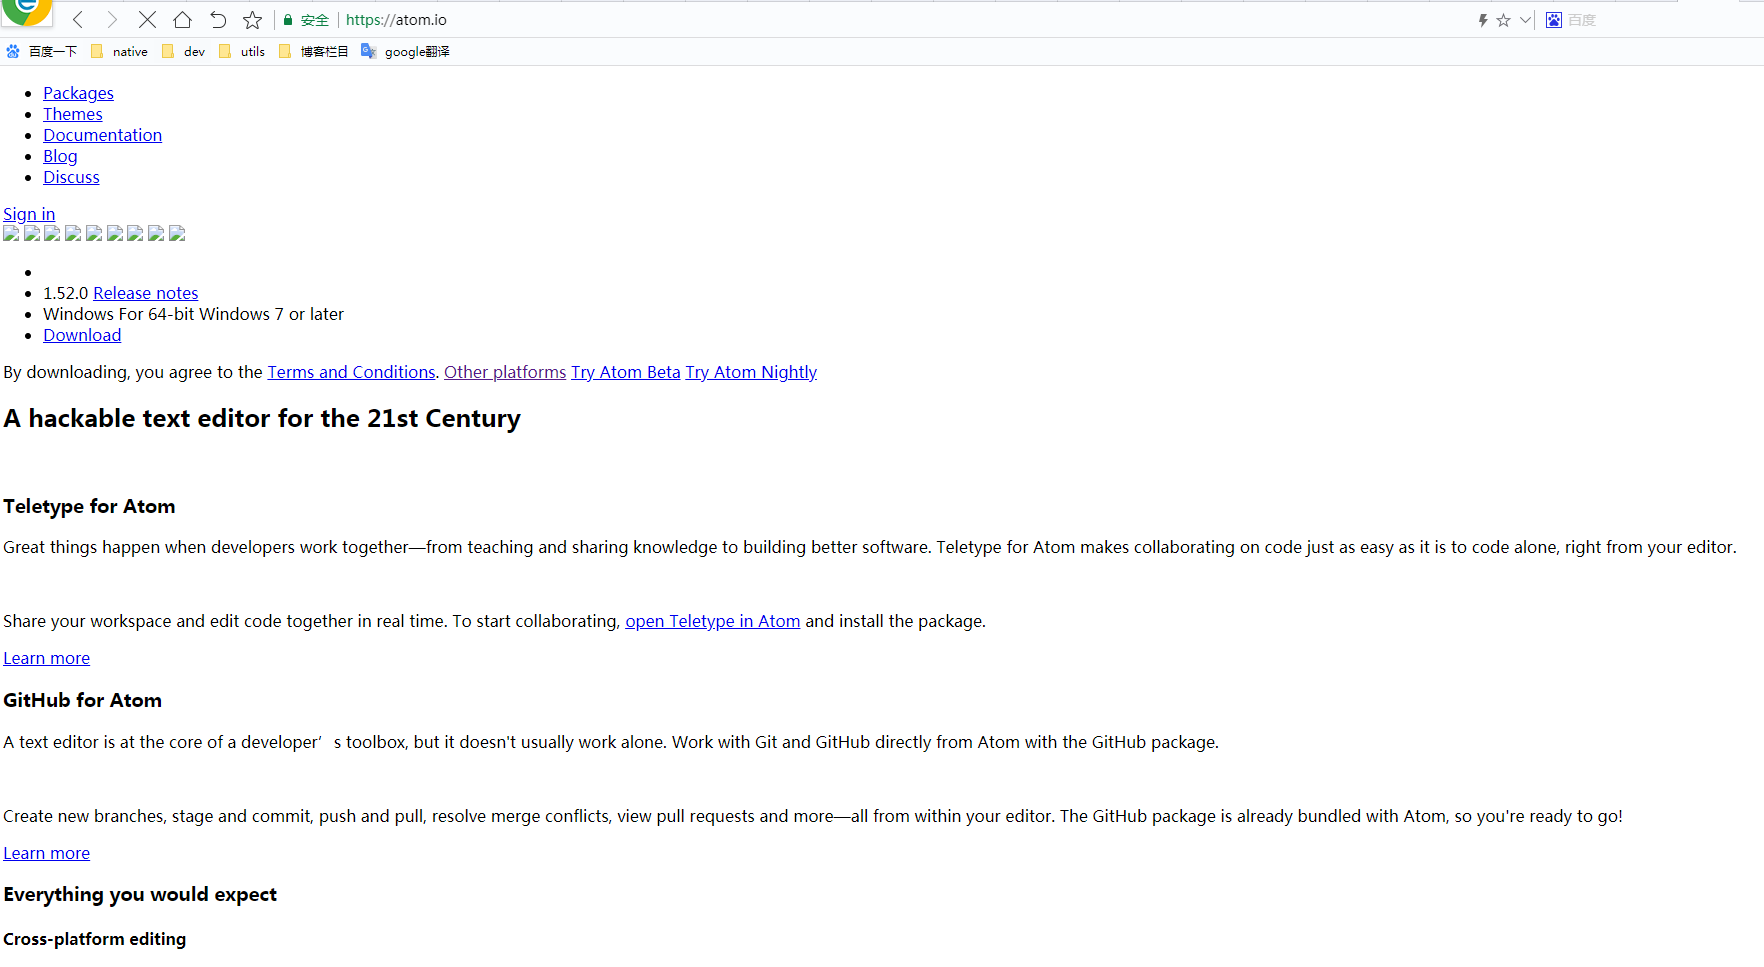 安全 https://atom.io 百度
百度一下 native dev utils 博客栏目 google翻译
Packages
Themes
Documentation
Blog
Discuss
Sign in
1.52.0 Release notes
Windows For 64-bit Windows 7 or later
Download
By downloading, you agree to the Terms and Conditions. Other platforms Try Atom Beta Try Atom Nightly
A hackable text editor for the 21st Century
Teletype for Atom
Great things happen when developers work together—from teaching and sharing knowledge to building better software. Teletype for Atom makes collaborating on code just as easy as it is to code alone, right from your editor.
Share your workspace and edit code together in real time. To start collaborating, open Teletype in Atom and install the package.
Learn more
GitHub for Atom
A text editor is at the core of a developer’s toolbox, but it doesn't usually work alone. Work with Git and GitHub directly from Atom with the GitHub package.
Create new branches, stage and commit, push and pull, resolve merge conflicts, view pull requests and more—all from within your editor. The GitHub package is already bundled with Atom, so you're ready to go!
Learn more
Everything you would expect
Cross-platform editing